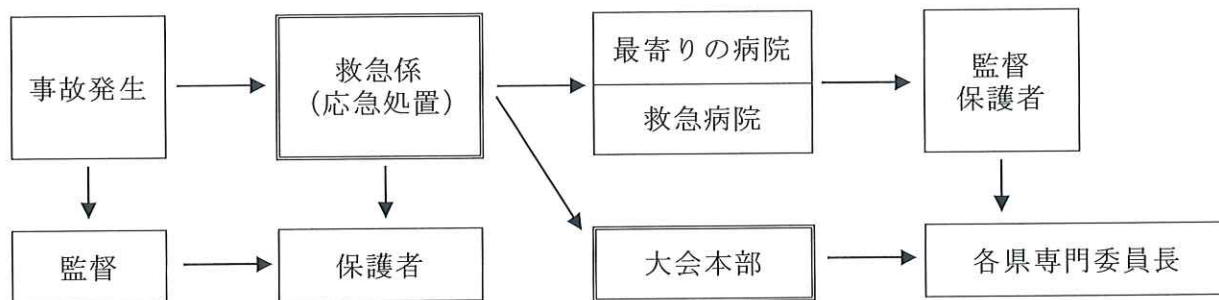 事故発生
救急係
（応急処置）
最寄りの病院
救急病院
監督
保護者
監督
保護者
大会本部
各県専門委員長